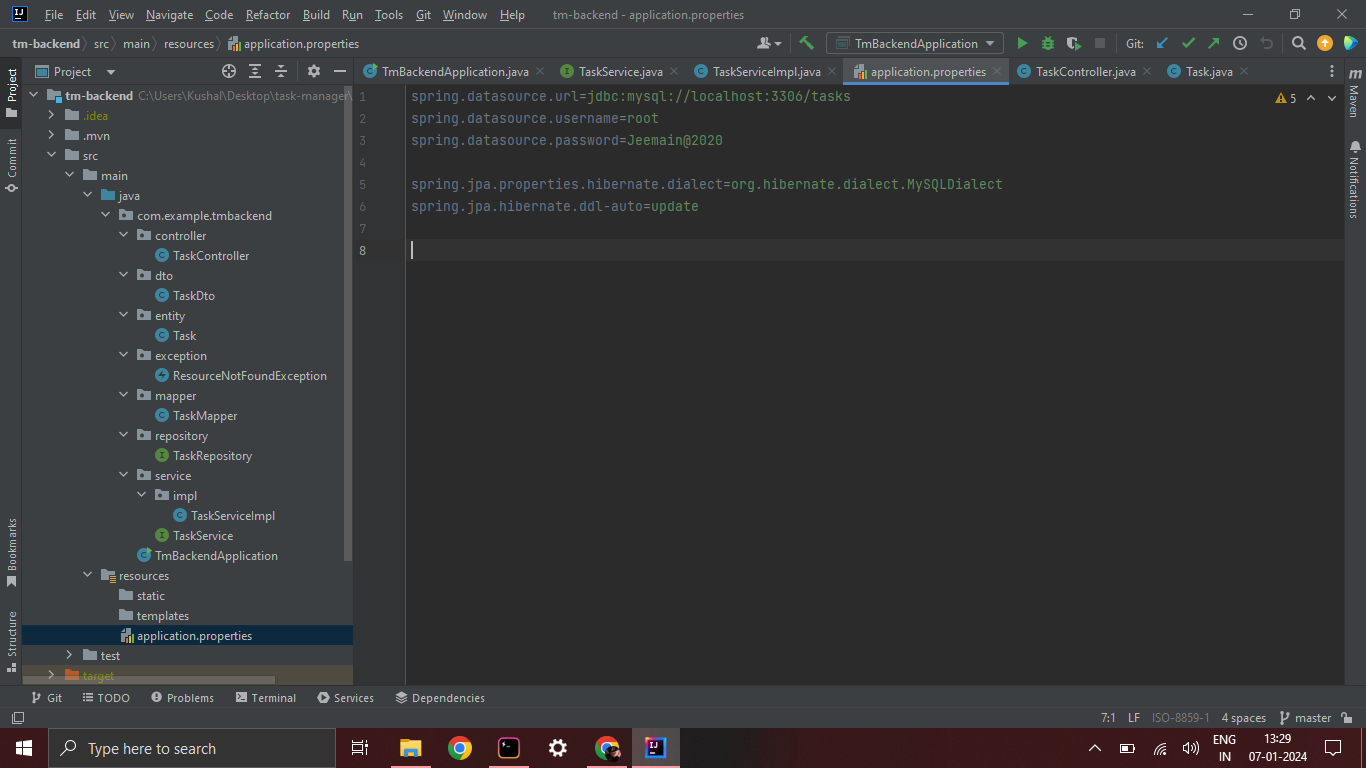 File Edit View Navigate Code Refactor Build Run Tools Git Window Help tm-backend - application.properties
tm-backend src main resources application.properties TmBackendApplication Git:
Project TmBackendApplication.java TaskService.java TaskServiceImpl.java application.properties TaskController.java Task.java
Project
Commit
Bookmarks
Structure
tm-backend C:\Users\Kushal\Desktop\task-manager\
.idea
.mvn
src
main
java
com.example.tmbackend
controller
TaskController
dto
TaskDto
entity
Task
exception
ResourceNotFoundException
mapper
TaskMapper
repository
TaskRepository
service
impl
TaskServiceImpl
TaskService
TmBackendApplication
resources
static
templates
application.properties
test
target
1 spring.datasource.url=jdbc:mysql://localhost:3306/tasks
2 spring.datasource.username=root
3 spring.datasource.password=Jeemain@2020
4
5 spring.jpa.properties.hibernate.dialect=org.hibernate.dialect.MySQLDialect
6 spring.jpa.hibernate.ddl-auto=update
7
8
5
m
Maven
Notifications
Git TODO Problems Terminal Services Dependencies
7:1 LF ISO-8859-1 4 spaces master
Type here to search
ENG
IN
13:29
07-01-2024